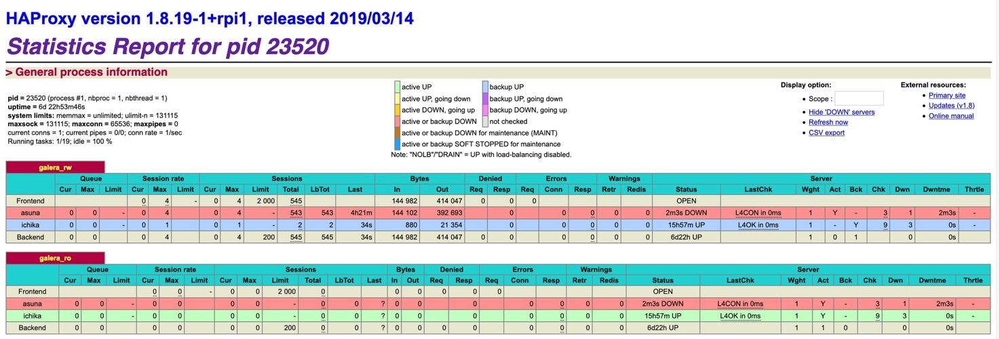 HAProxy version 1.8.19-1+rpi1, released 2019/03/14
Statistics Report for pid 23520
> General process information
pid = 23520 (process #1, nbproc = 1, nbthread = 1)
uptime = 6d 22h53m46s
system limits: memmax = unlimited; ulimit-n = 131115
maxsock = 131115; maxconn = 65536; maxpipes = 0
current conns = 1; current pipes = 0/0; conn rate = 1/sec
Running tasks: 1/19; idle = 100 %
active UP backup UP
active UP, going down backup UP, going down
active DOWN, going up backup DOWN, going up
active or backup DOWN not checked
active or backup DOWN for maintenance (MAINT)
active or backup SOFT STOPPED for maintenance
Note: "NOLB"/"DRAIN" = UP with load-balancing disabled.
Display option:
• Scope :
• Hide 'DOWN' servers
• Refresh now
• CSV export
External resources:
• Primary site
• Updates (v1.8)
• Online manual
galera_rw
Queue Session rate Sessions Bytes Denied Errors Warnings Server
Cur Max Limit Cur Max Limit Cur Max Limit Total LbTot Last In Out Req Resp Req Conn Resp Retr Redis Status LastChk Wght Act Bck Chk Dwn Dwntme Thrtle
Frontend 0 4 - 0 4 2 000 545 144 982 414 047 0 0 0 OPEN
asuna 0 0 - 0 4 0 4 - 543 543 4h21m 144 102 392 693 0 0 0 0 0 2m3s DOWN L4CON in 0ms 1 Y - 3 1 2m3s -
ichika 0 0 - 0 1 0 1 - 2 2 34s 880 21 354 0 0 0 0 0 15h57m UP L4OK in 0ms 1 - Y 9 3 0s -
Backend 0 0 0 4 0 4 200 545 545 34s 144 982 414 047 0 0 0 0 0 0 6d22h UP 1 0 1 0 0s
galera_ro
Queue Session rate Sessions Bytes Denied Errors Warnings Server
Cur Max Limit Cur Max Limit Cur Max Limit Total LbTot Last In Out Req Resp Req Conn Resp Retr Redis Status LastChk Wght Act Bck Chk Dwn Dwntme Thrtle
Frontend 0 0 - 0 0 2 000 0 0 0 0 0 0 OPEN
asuna 0 0 - 0 0 0 0 - 0 0 ? 0 0 0 0 0 0 0 2m3s DOWN L4CON in 0ms 1 Y - 3 1 2m3s -
ichika 0 0 - 0 0 0 0 - 0 0 ? 0 0 0 0 0 0 0 15h57m UP L4OK in 0ms 1 Y - 9 3 0s -
Backend 0 0 0 0 0 0 200 0 0 ? 0 0 0 0 0 0 0 0 6d22h UP 1 1 0 0 0s